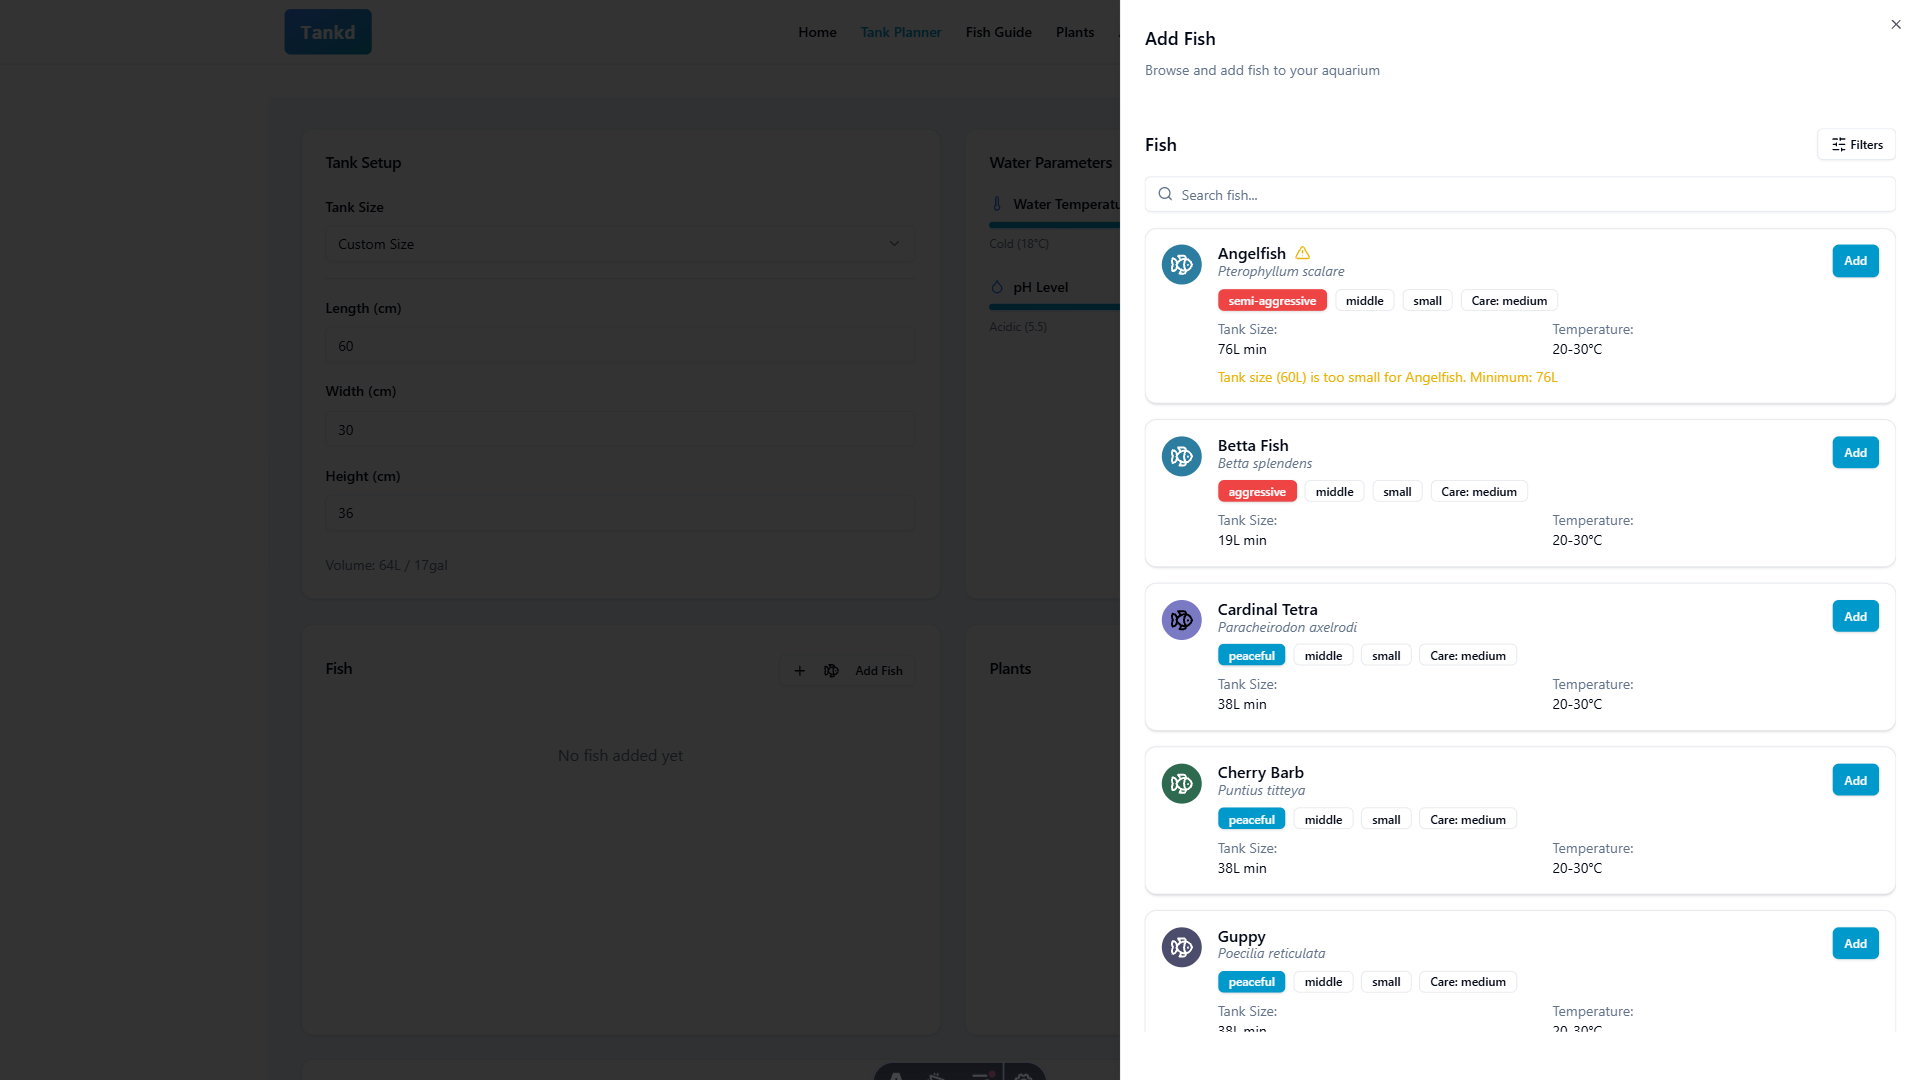 Tankd
Home
Tank Planner
Fish Guide
Plants
Tank Setup
Tank Size
Custom Size
Length (cm)
60
Width (cm)
30
Height (cm)
36
Volume: 64L / 17gal
Water Parameters
Water Temperatu
Cold (18°C)
pH Level
Acidic (5.5)
Fish
Add Fish
No fish added yet
Plants
Add Fish
Browse and add fish to your aquarium
Fish
Filters
Search fish...
Angelfish
Add
Pterophyllum scalare
semi-aggressive middle small Care: medium
Tank Size: Temperature:
76L min 20-30°C
Tank size (60L) is too small for Angelfish. Minimum: 76L
Betta Fish
Add
Betta splendens
aggressive middle small Care: medium
Tank Size: Temperature:
19L min 20-30°C
Cardinal Tetra
Add
Paracheirodon axelrodi
peaceful middle small Care: medium
Tank Size: Temperature:
38L min 20-30°C
Cherry Barb
Add
Puntius titteya
peaceful middle small Care: medium
Tank Size: Temperature:
38L min 20-30°C
Guppy
Add
Poecilia reticulata
peaceful middle small Care: medium
Tank Size: Temperature:
38L min 20-30°C